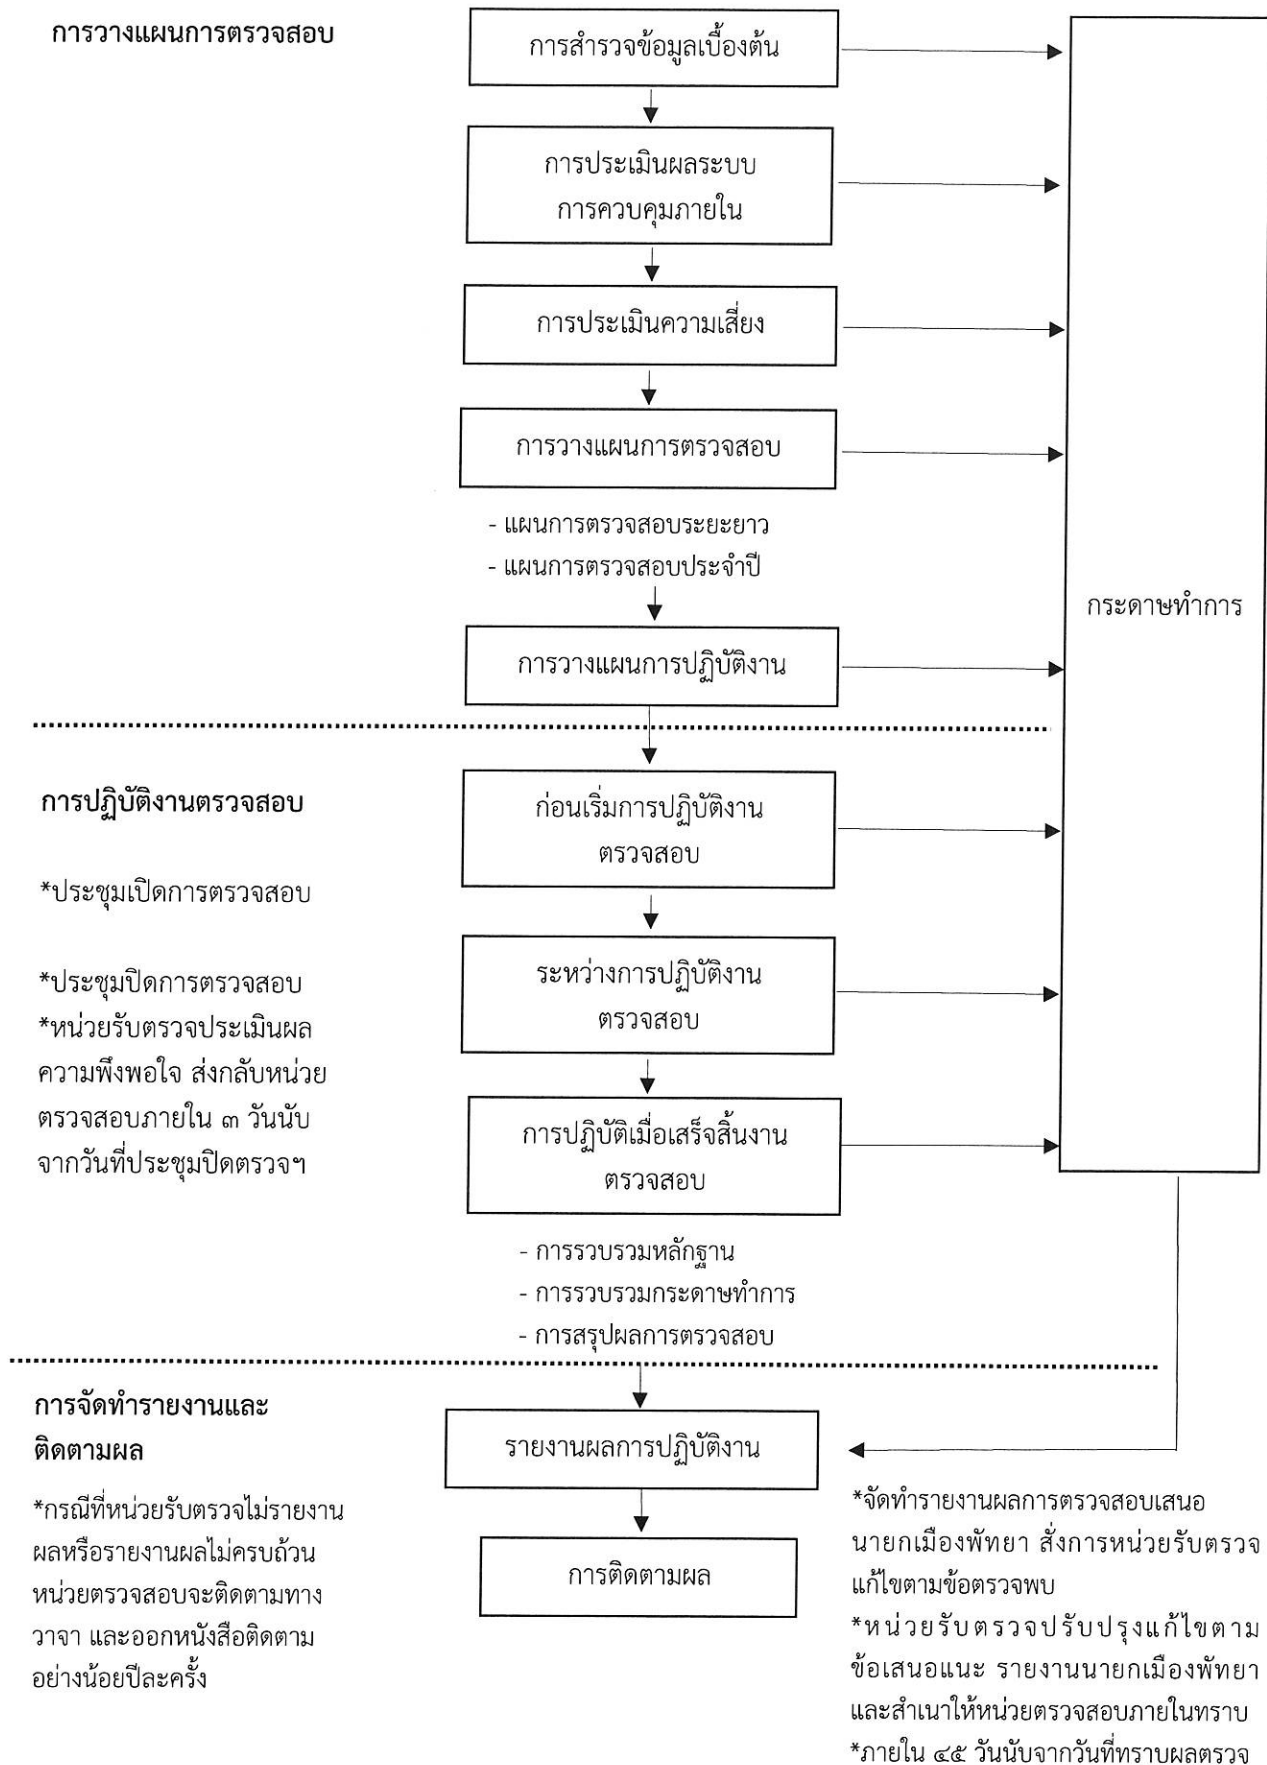 การวางแผนการตรวจสอบ
การสำรวจข้อมูลเบื้องต้น
การประเมินผลระบบ
การควบคุมภายใน
การประเมินความเสี่ยง
การวางแผนการตรวจสอบ
- แผนการตรวจสอบระยะยาว
- แผนการตรวจสอบประจำปี
กระดาษทำการ
การวางแผนการปฏิบัติงาน
การปฏิบัติงานตรวจสอบ
*ประชุมเปิดการตรวจสอบ
*ประชุมปิดการตรวจสอบ
*หน่วยรับตรวจประเมินผล
ความพึงพอใจ ส่งกลับหน่วย
ตรวจสอบภายใน ๓ วันนับ
จากวันที่ประชุมปิดตรวจฯ
ก่อนเริ่มการปฏิบัติงาน
ตรวจสอบ
ระหว่างการปฏิบัติงาน
ตรวจสอบ
การปฏิบัติเมื่อเสร็จสิ้นงาน
ตรวจสอบ
- การรวบรวมหลักฐาน
- การรวบรวมกระดาษทำการ
- การสรุปผลการตรวจสอบ
การจัดทำรายงานและ
ติดตามผล
*กรณีที่หน่วยรับตรวจไม่รายงาน
ผลหรือรายงานผลไม่ครบถ้วน
หน่วยตรวจสอบจะติดตามทาง
วาจา และออกหนังสือติดตาม
อย่างน้อยปีละครั้ง
รายงานผลการปฏิบัติงาน
การติดตามผล
*จัดทำรายงานผลการตรวจสอบเสนอ
นายกเมืองพัทยา สั่งการหน่วยรับตรวจ
แก้ไขตามข้อตรวจพบ
*หน่วยรับตรวจปรับปรุงแก้ไขตาม
ข้อเสนอแนะ รายงานนายกเมืองพัทยา
และสำเนาให้หน่วยตรวจสอบภายในทราบ
*ภายใน ๔๕ วันนับจากวันที่ทราบผลตรวจ